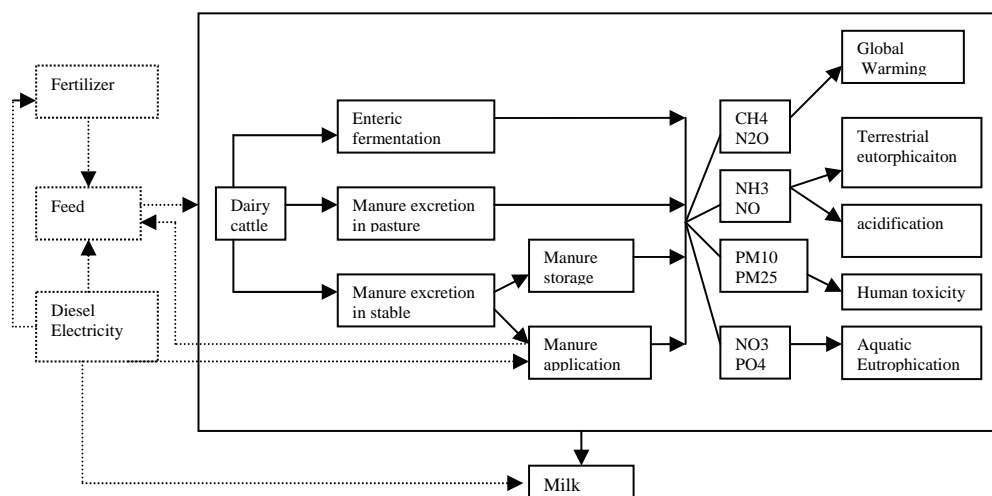 Fertilizer
Feed
Diesel
Electricity
Dairy
cattle
Enteric
fermentation
Manure excretion
in pasture
Manure excretion
in stable
Manure
storage
Manure
application
CH4
N2O
NH3
NO
PM10
PM25
NO3
PO4
Global
Warming
Terrestrial
eutorphicaiton
acidification
Human toxicity
Aquatic
Eutrophication
Milk